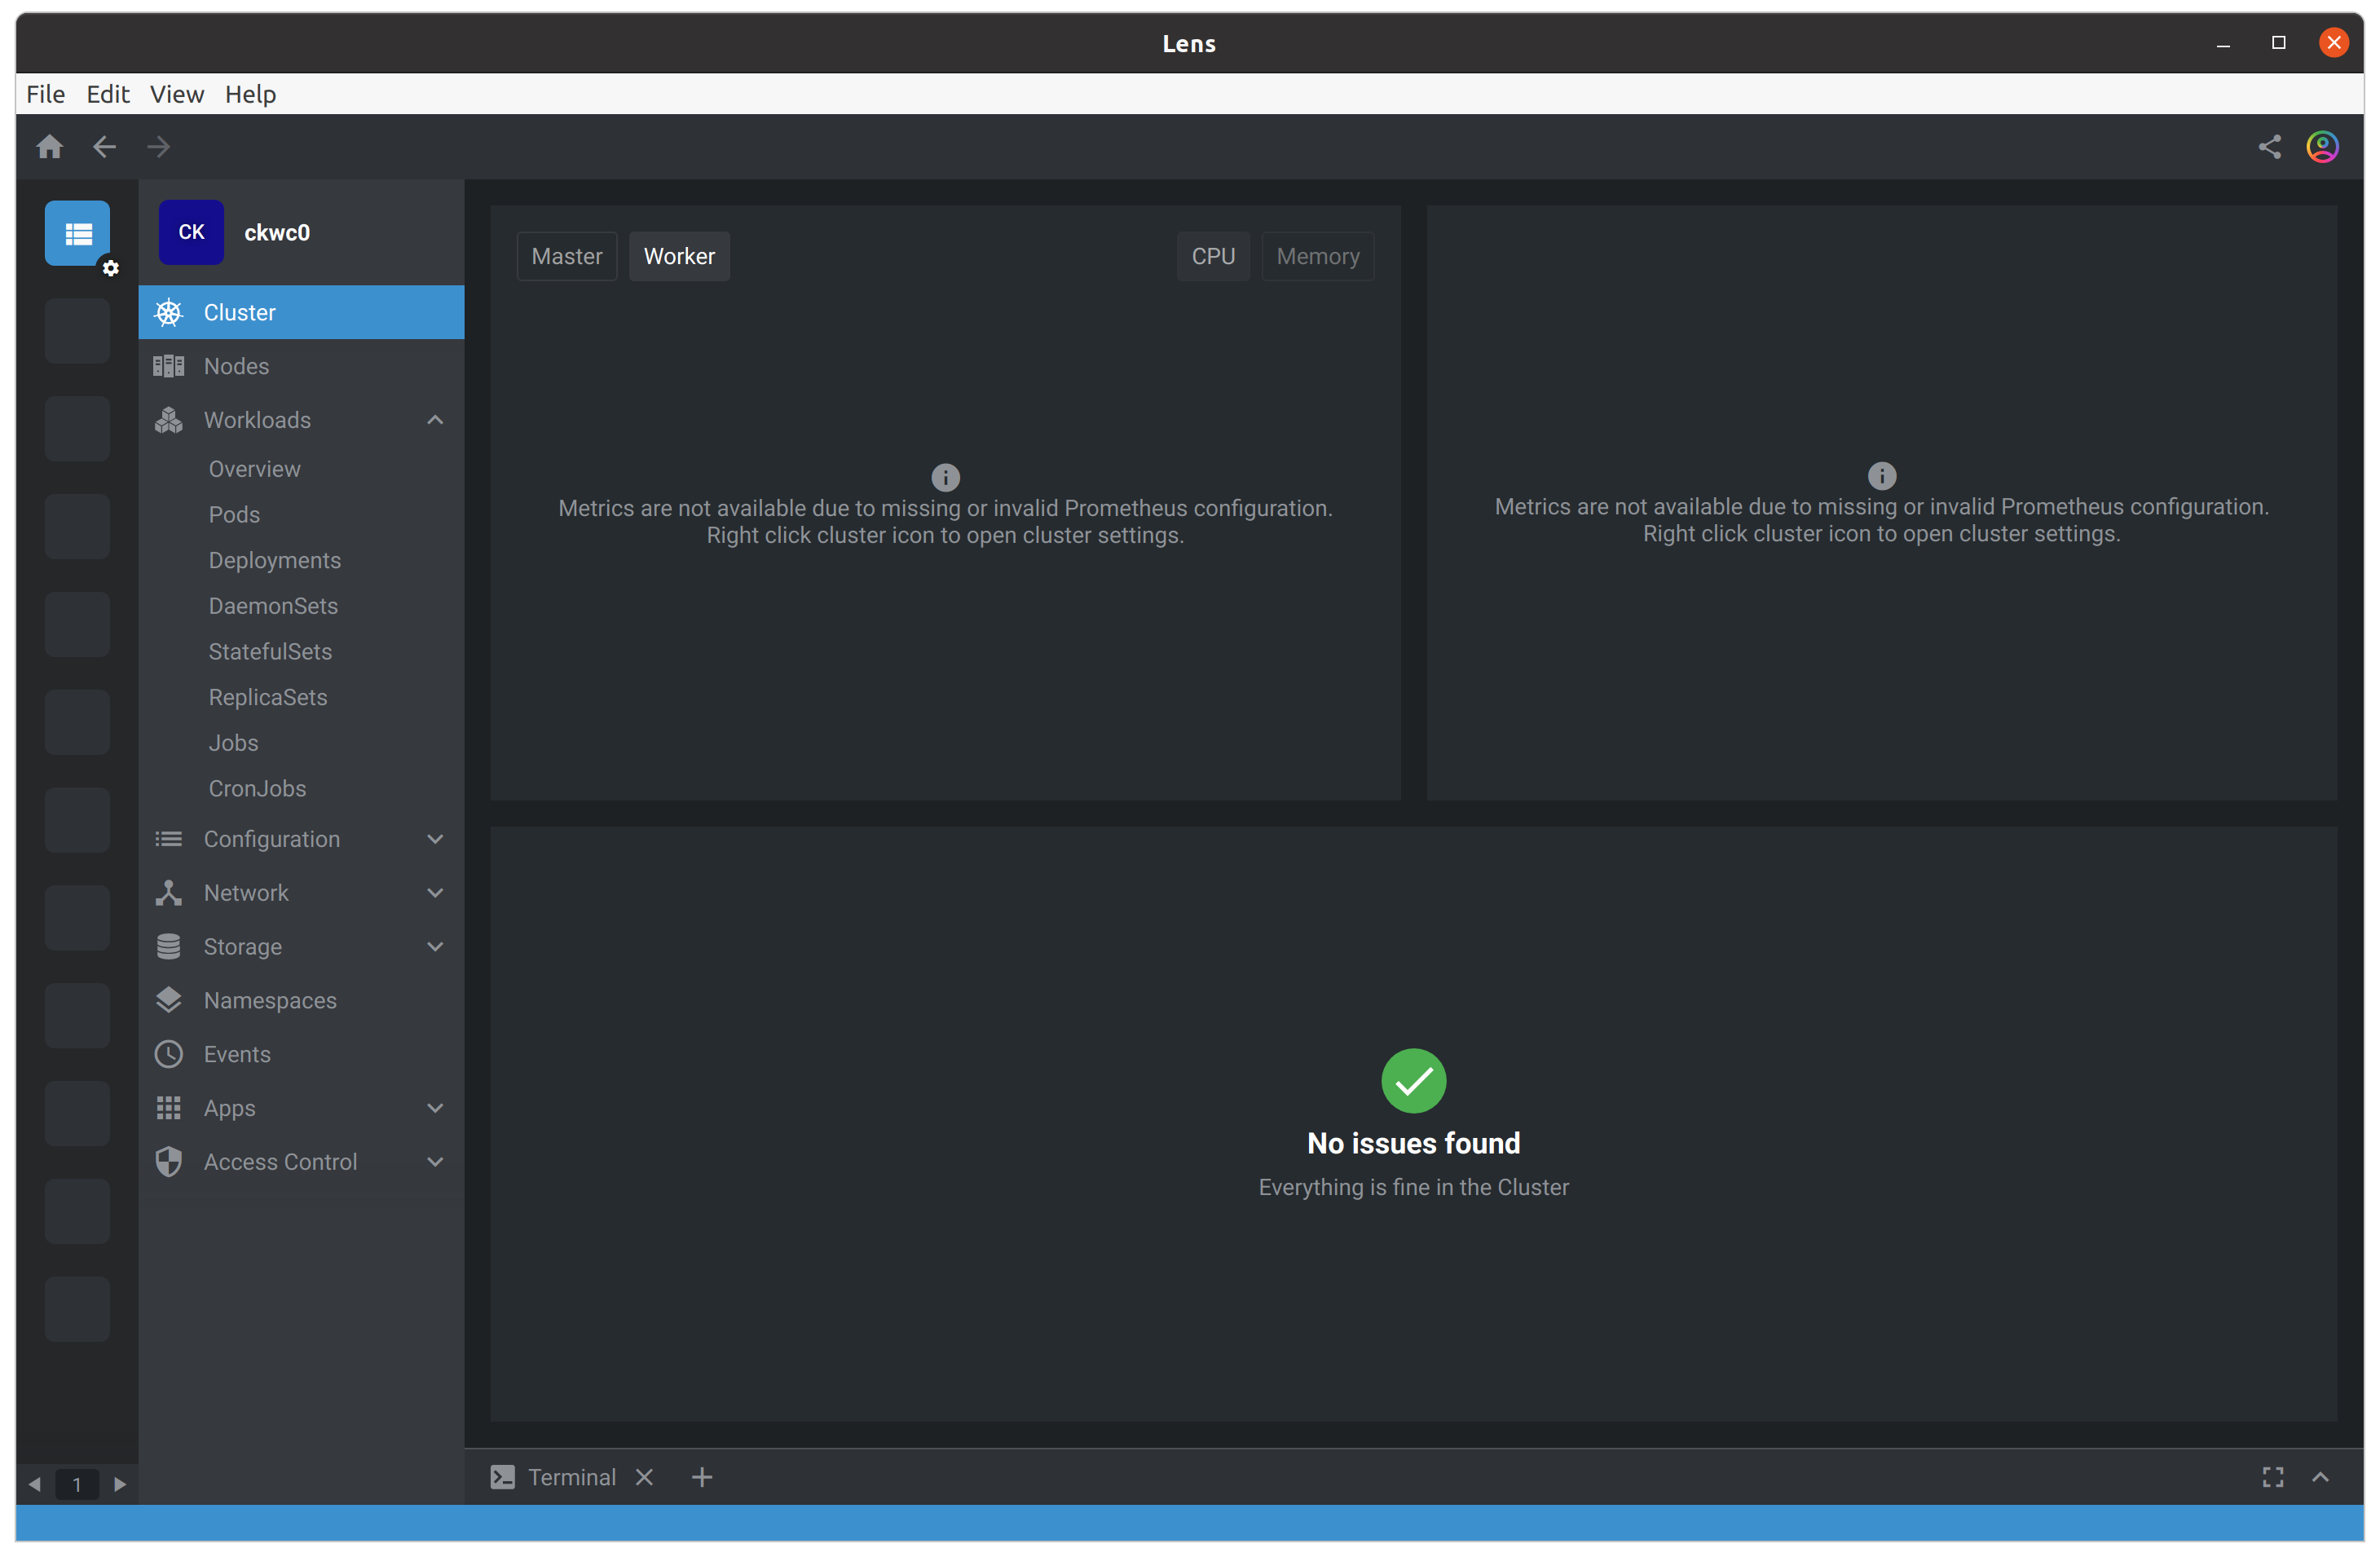 Lens
File Edit View Help
CK ckwc0
Cluster
Nodes
Workloads
Overview
Pods
Deployments
DaemonSets
StatefulSets
ReplicaSets
Jobs
CronJobs
Configuration
Network
Storage
Namespaces
Events
Apps
Access Control
1
Master Worker CPU Memory
Metrics are not available due to missing or invalid Prometheus configuration.
Right click cluster icon to open cluster settings.
Metrics are not available due to missing or invalid Prometheus configuration.
Right click cluster icon to open cluster settings.
No issues found
Everything is fine in the Cluster
Terminal